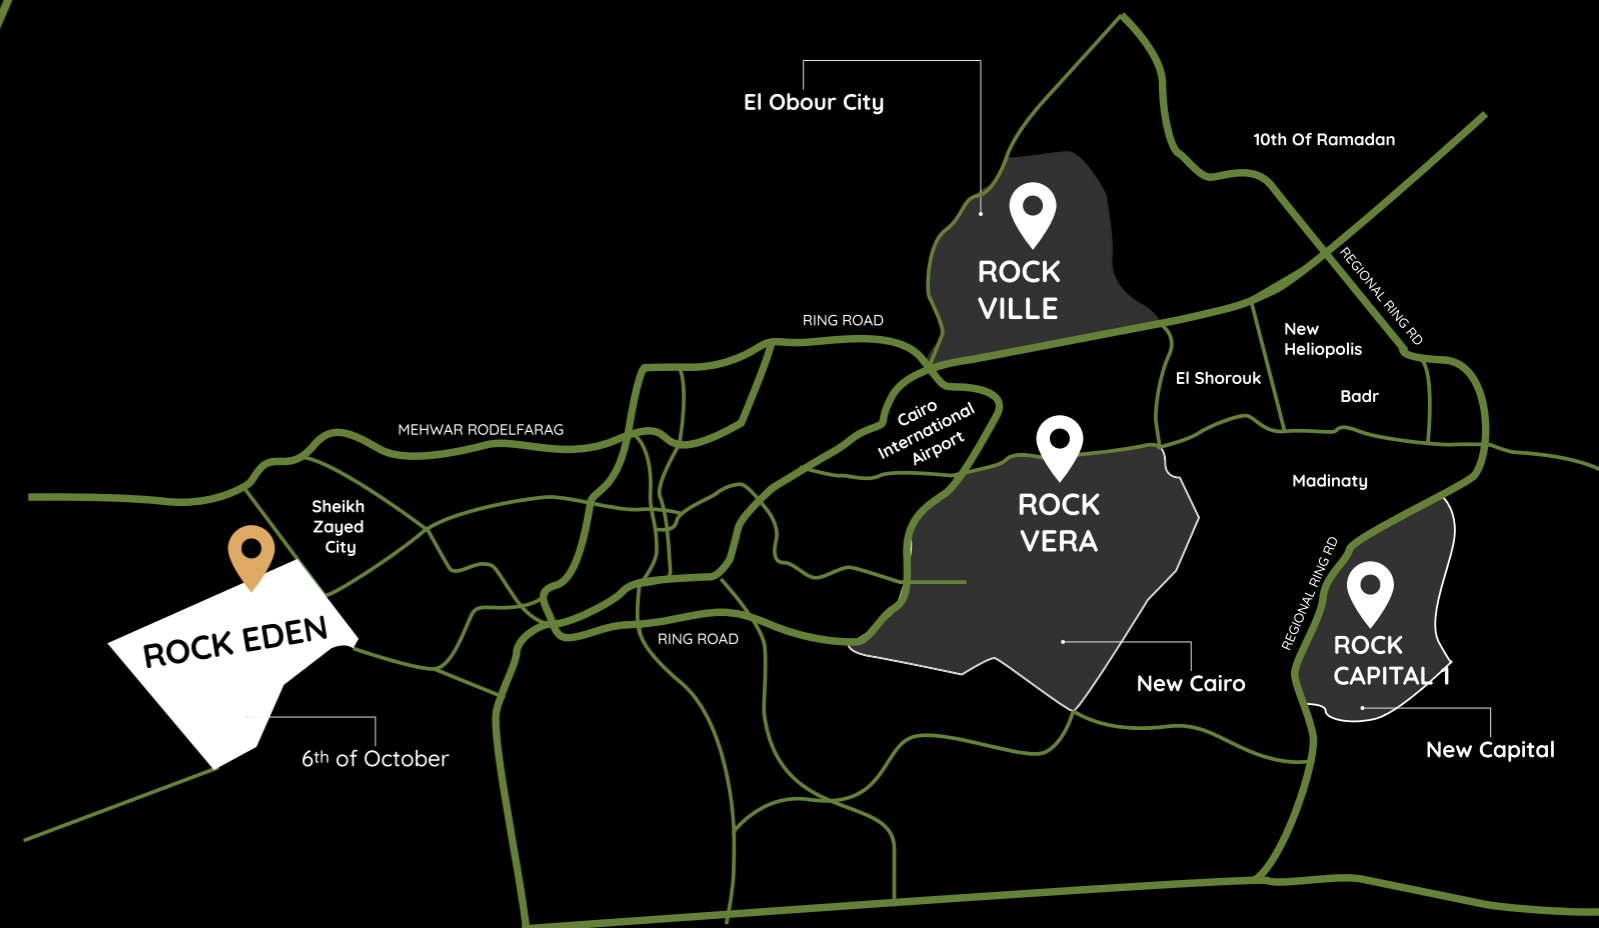 El Obour City
10th Of Ramadan
ROCK
VILLE
REGIONAL RING RD
RING ROAD
New
Heliopolis
El Shorouk
Badr
Cairo
International
Airport
MEHWAR RODELFARAG
Madinaty
Sheikh
Zayed
City
ROCK
VERA
REGIONAL RING RD
ROCK EDEN
RING ROAD
ROCK
CAPITAL 1
New Cairo
6th of October
New Capital